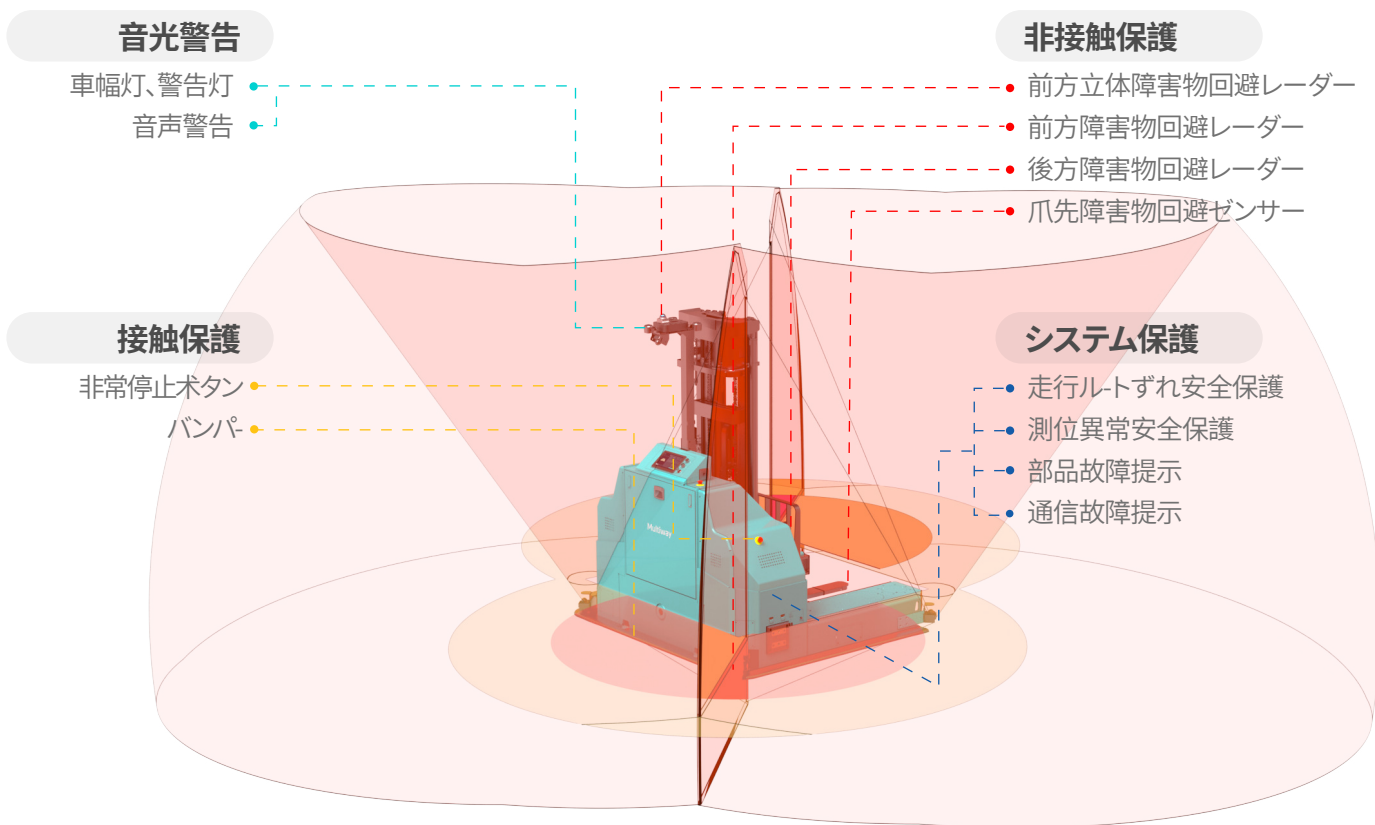 音光警告
車幅灯、警告灯
音声警告
非接触保護
前方立体障害物回避レーダー
前方障害物回避レーダー
後方障害物回避レーダー
爪先障害物回避ゼンサー
接触保護
非常停止术タン
バンパ-
システム保護
走行ル-トずれ安全保護
測位異常安全保護
部品故障提示
通信故障提示
Multiway